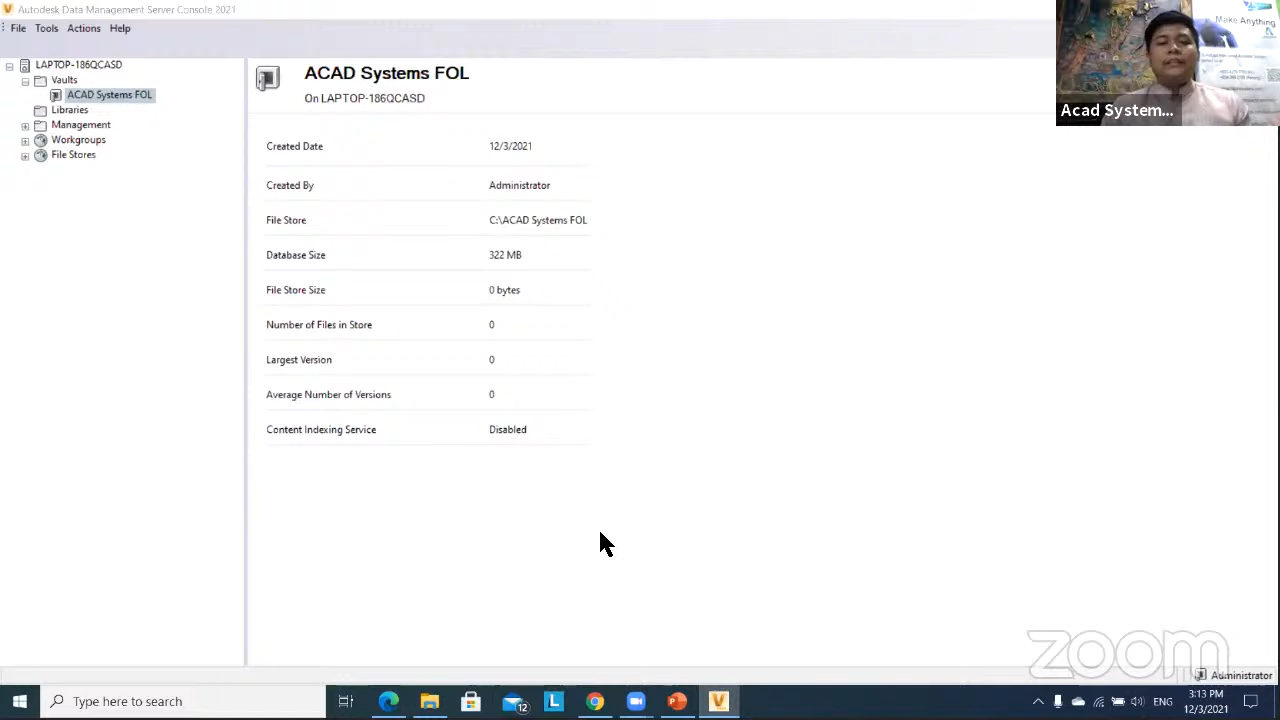 Autodesk Data Management Server Console 2021
File Tools Actions Help
LAPTOP-186QCASD
Vaults
ACAD Systems FOL
Libraries
Management
Workgroups
File Stores
ACAD Systems FOL
On LAPTOP-186QCASD
Created Date 12/3/2021
Created By Administrator
File Store C:\ACAD Systems FOL
Database Size 322 MB
File Store Size 0 bytes
Number of Files in Store 0
Largest Version 0
Average Number of Versions 0
Content Indexing Service Disabled
Make Anything
Acad System...
zoom
Administrator
Type here to search
12
ENG
3:13 PM
12/3/2021